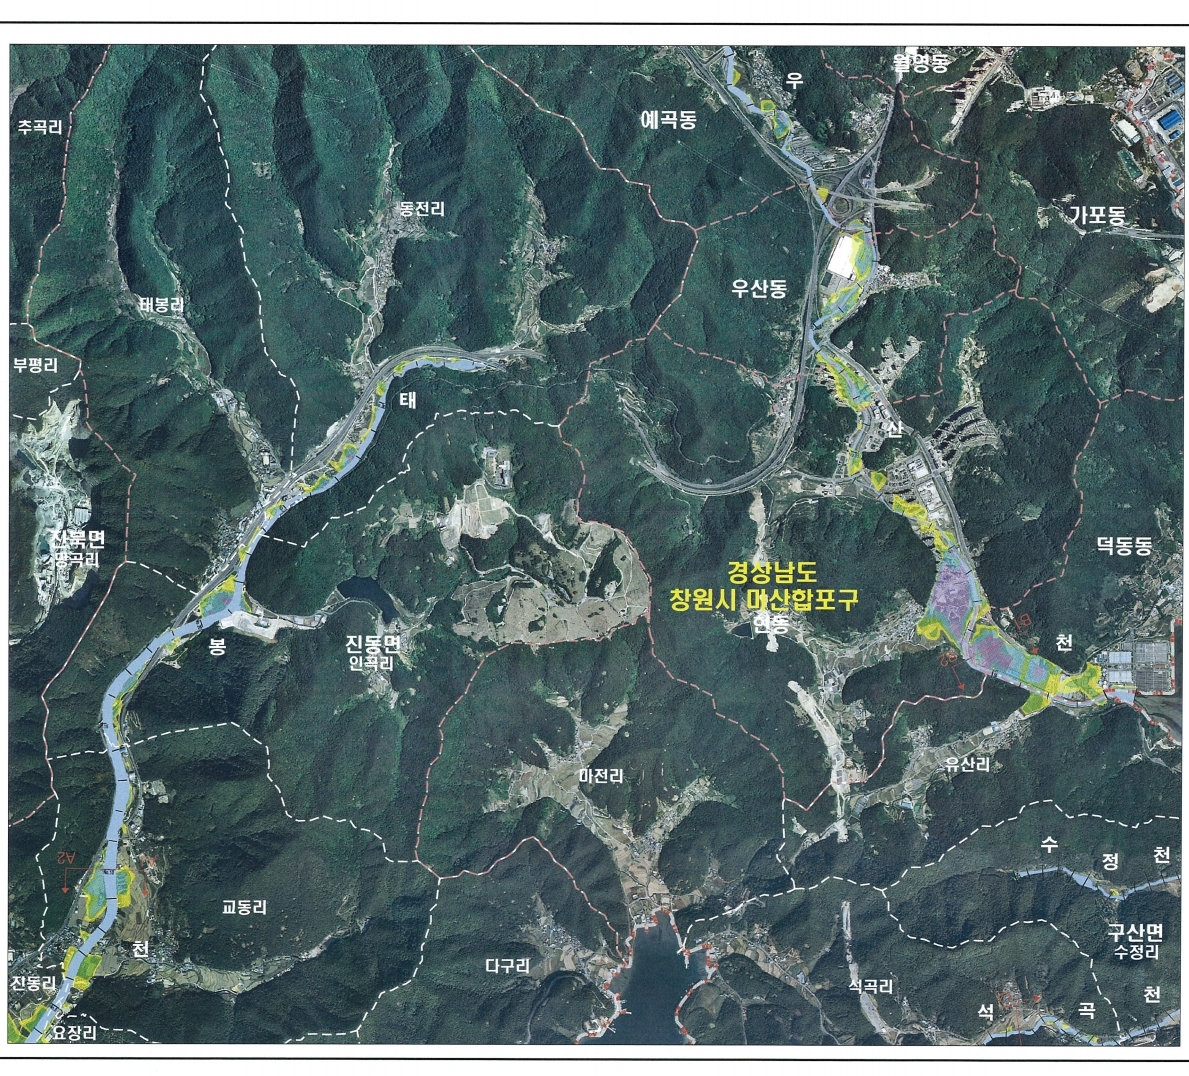 월영동
우
추곡리
예곡동
동전리
가포동
태봉리
우산동
부평리
태
산
진북면
망곡리
덕동동
경상남도
창원시 마산합포구
현동
봉
진동면
인곡리
천
유산리
마전리
수
정
천
A2
교동리
구산면
수정리
천
다구리
진동리
석곡리
천
석
곡
요장리